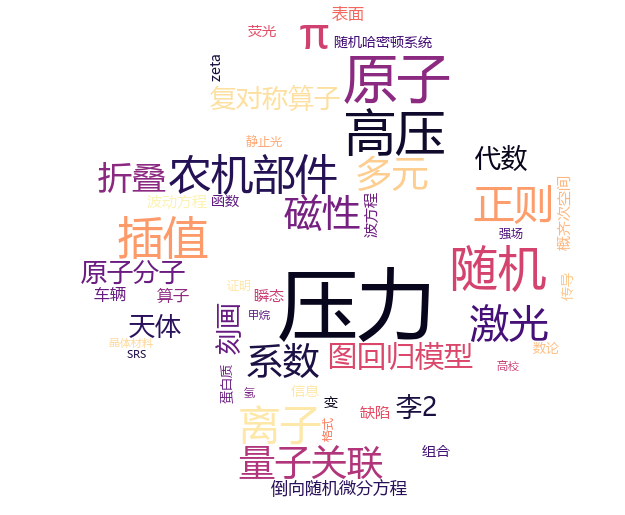 表面
荧光
π
随机哈密顿系统
zeta
原子
复对称算子
高压
静止光
代数
农机部件
多元
折叠
正则
概齐次空间
波动方程
函数
磁性
波方程
插值
强场
随机
原子分子
压力
传导
证明
车辆
算子
瞬态
激光
天体
刻画
甲烷
晶体材料
SRS
系数
图回归模型
数论
高校
蛋白质
氢
信息
变
李2
离子
缺陷
格式
量子关联
组合
倒向随机微分方程